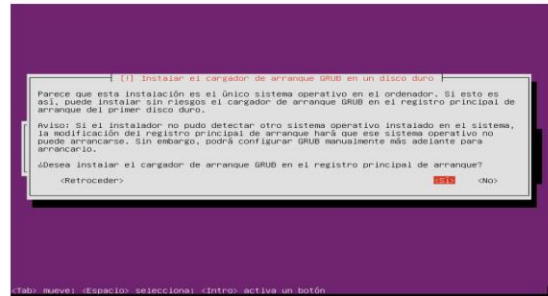 [!] Instalar el cargador de arranque GRUB en un disco duro
Parece que esta instalación es el único sistema operativo en el ordenador. Si esto es
así, puede instalar sin riesgos el cargador de arranque GRUB en el registro principal de
arranque del primer disco duro.
Aviso: Si el instalador no pudo detectar otro sistema operativo instalado en el sistema,
la modificación del registro principal de arranque hará que ese sistema operativo no
puede arrancarse. Sin embargo, podrá configurar GRUB manualmente más adelante para
arrancarlo.
¿Desea instalar el cargador de arranque GRUB en el registro principal de arranque?
<Retroceder> <Sí> <No>
<Tab> mueve; <Espacio> selecciona; <Intro> activa un botón